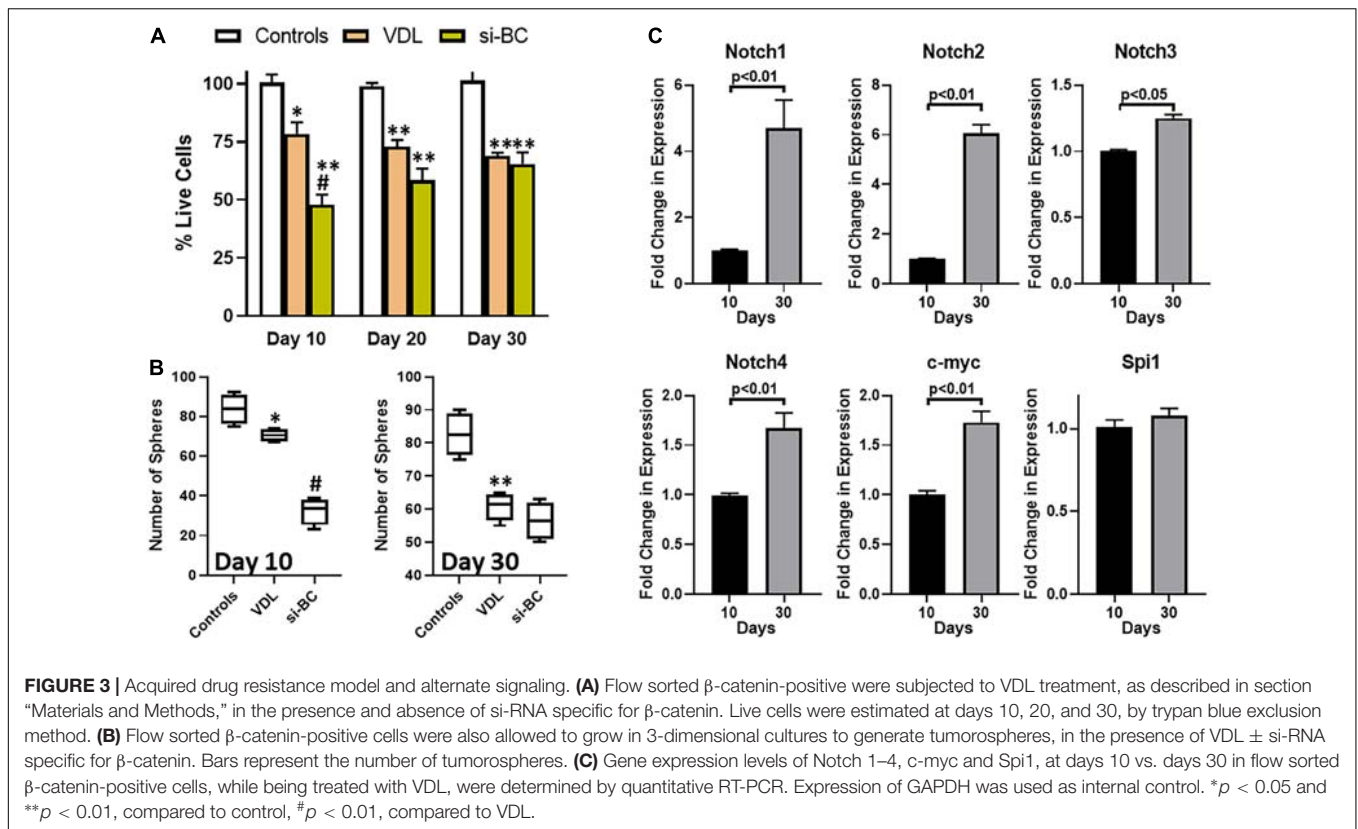 A
Controls VDL si-BC
% Live Cells
100
75
50
25
0
*
**
#
**
**
**
**
Day 10 Day 20 Day 30
B
Number of Spheres
100
80
60
40
20
0
*
#
Day 10
Controls VDL si-BC
Number of Spheres
100
90
80
70
60
50
40
**
Day 30
Controls VDL si-BC
C
Notch1
Fold Change in Expression
6
4
2
0
p<0.01
10 30
Days
Notch2
Fold Change in Expression
8
6
4
2
0
p<0.01
10 30
Days
Notch3
Fold Change in Expression
1.5
1.0
0.5
0.0
p<0.05
10 30
Days
Notch4
Fold Change in Expression
2.0
1.5
1.0
0.5
0.0
p<0.01
10 30
Days
c-myc
Fold Change in Expression
2.0
1.5
1.0
0.5
0.0
p<0.01
10 30
Days
Spi1
Fold Change in Expression
1.5
1.0
0.5
0.0
10 30
Days
FIGURE 3 | Acquired drug resistance model and alternate signaling. (A) Flow sorted β-catenin-positive were subjected to VDL treatment, as described in section
"Materials and Methods," in the presence and absence of si-RNA specific for β-catenin. Live cells were estimated at days 10, 20, and 30, by trypan blue exclusion
method. (B) Flow sorted β-catenin-positive cells were also allowed to grow in 3-dimensional cultures to generate tumorospheres, in the presence of VDL ± si-RNA
specific for β-catenin. Bars represent the number of tumorospheres. (C) Gene expression levels of Notch 1–4, c-myc and Spi1, at days 10 vs. days 30 in flow sorted
β-catenin-positive cells, while being treated with VDL, were determined by quantitative RT-PCR. Expression of GAPDH was used as internal control. *p < 0.05 and
**p < 0.01, compared to control, #p < 0.01, compared to VDL.